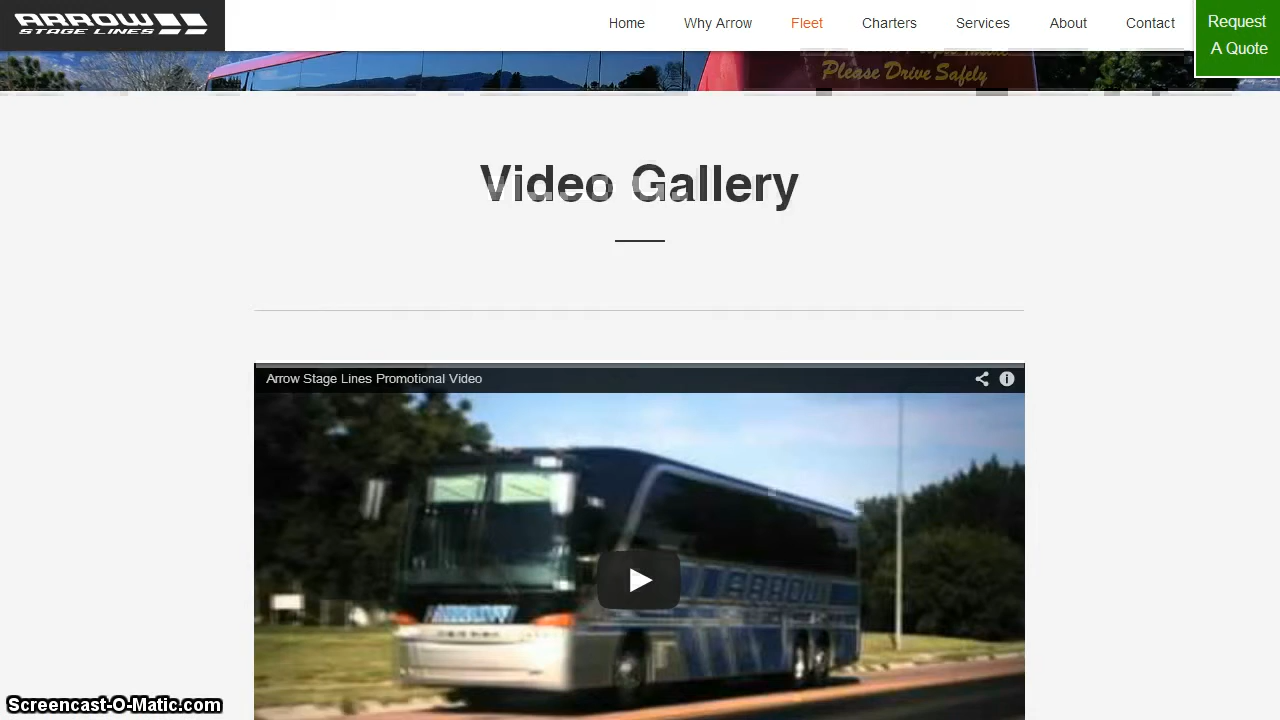 ARROW
STAGE LINES
Home Why Arrow Fleet Charters Services About Contact
Request
A Quote
Please Drive Safely
Video Gallery
Arrow Stage Lines Promotional Video
ARROW
ARROW
Screencast-O-Matic.com